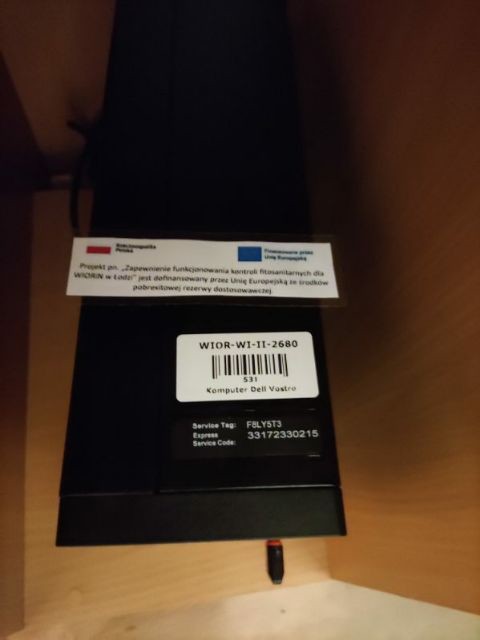 Rzeczpospolita
Polska
Finansowane przez
Unię Europejską
Projekt pn. „Zapewnienie funkcjonowania kontroli fitosanitarnych dla
WIORiN w Łodzi" jest dofinansowany przez Unię Europejską ze środków
pobrexitowej rezerwy dostosowawczej.
WIOR-WI-II-2680
531
Komputer Dell Vostro
Service Tag: F8LY5T3
Express
Service Code: 33172330215